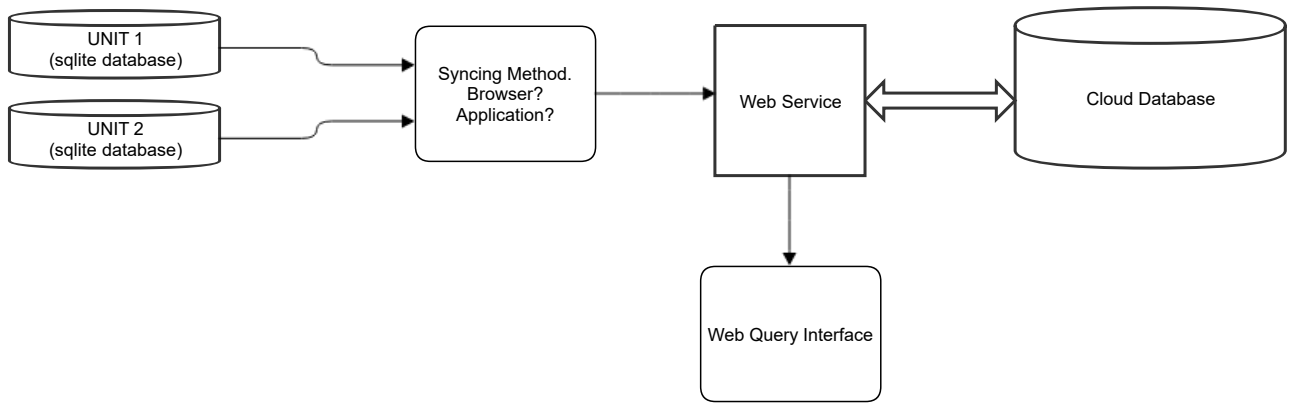 UNIT 1
(sqlite database)
UNIT 2
(sqlite database)
Syncing Method.
Browser?
Application?
Web Service
Cloud Database
Web Query Interface